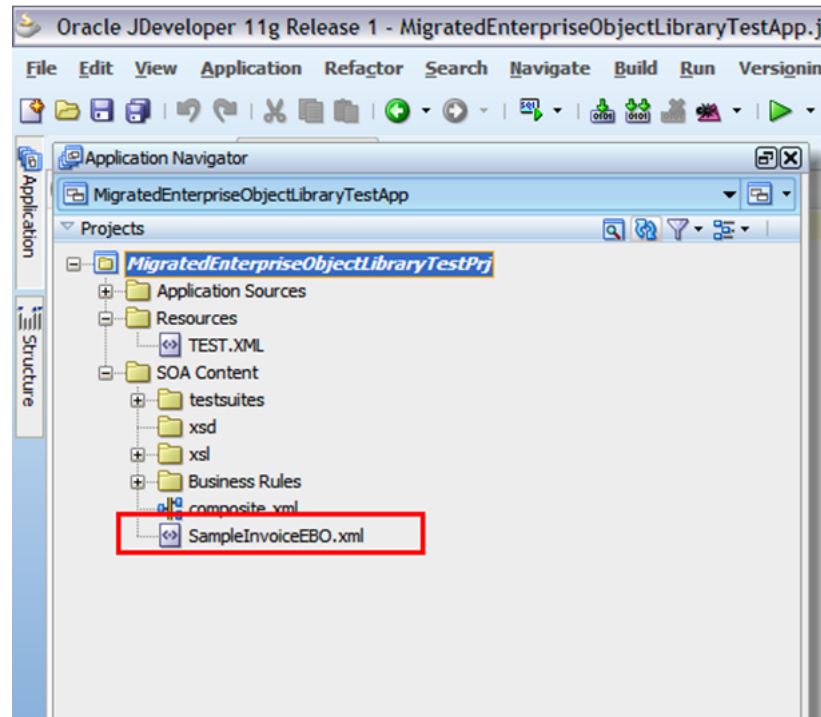 Oracle JDeveloper 11g Release 1 - MigratedEnterpriseObjectLibraryTestApp.j
File Edit View Application Refactor Search Navigate Build Run Versionin
Application Navigator
MigratedEnterpriseObjectLibraryTestApp
Application
Projects
MigratedEnterpriseObjectLibraryTestPrj
Application Sources
Resources
TEST.XML
Structure
SOA Content
testsuites
xsd
xsl
Business Rules
composite.xml
SampleInvoiceEBO.xml